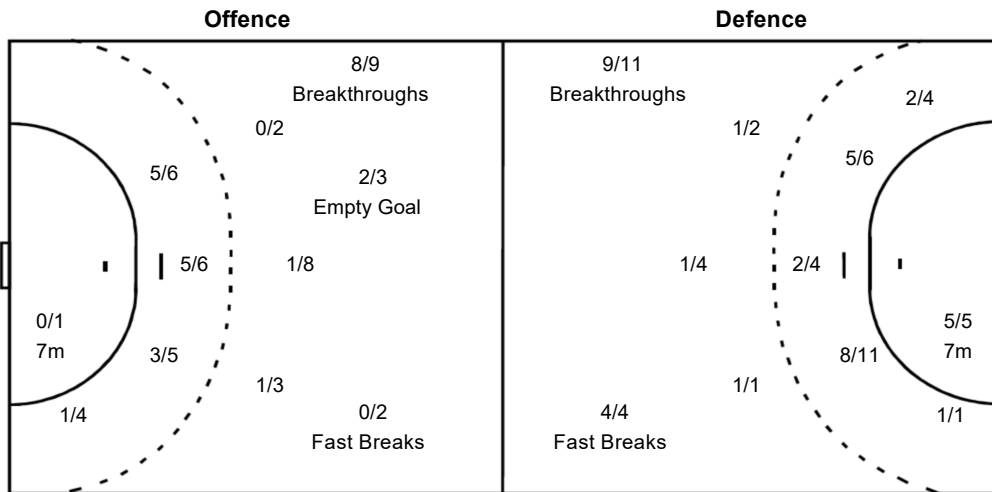 Offence
8/9
Breakthroughs
0/2
5/6
2/3
Empty Goal
5/6
1/8
0/1
7m
3/5
1/3
1/4
0/2
Fast Breaks
Defence
9/11
Breakthroughs
2/4
1/2
5/6
1/4
2/4
5/5
7m
8/11
1/1
4/4
Fast Breaks
1/1